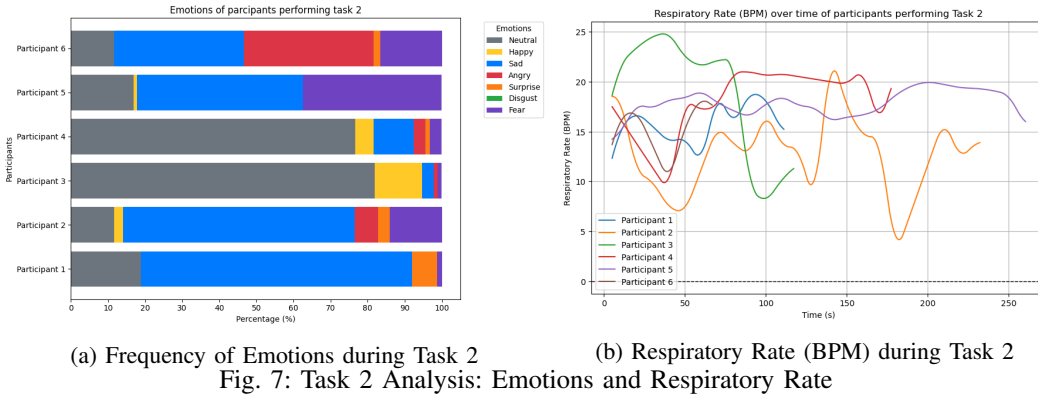 Emotions of parcipants performing task 2
Participants
Participant 6
Participant 5
Participant 4
Participant 3
Participant 2
Participant 1
0 10 20 30 40 50 60 70 80 90 100
Percentage (%)
Emotions
Neutral
Happy
Sad
Angry
Surprise
Disgust
Fear
Respiratory Rate (BPM) over time of participants performing Task 2
Respiratory Rate (BPM)
25
20
15
10
5
0
Participant 1
Participant 2
Participant 3
Participant 4
Participant 5
Participant 6
0 50 100 150 200 250
Time (s)
(a) Frequency of Emotions during Task 2
(b) Respiratory Rate (BPM) during Task 2
Fig. 7: Task 2 Analysis: Emotions and Respiratory Rate